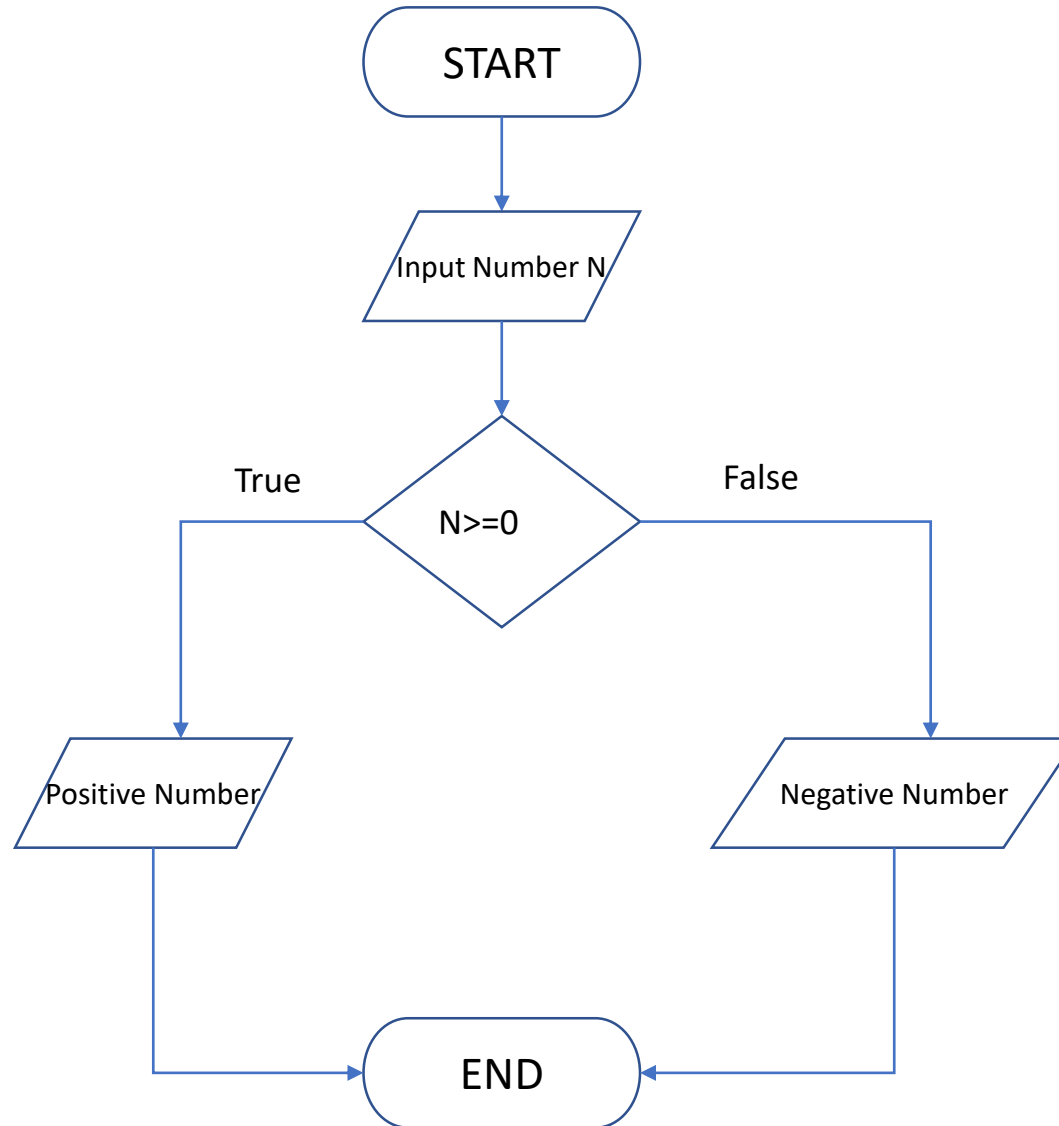 START
Input Number N
True
False
N>=0
Positive Number
Negative Number
END